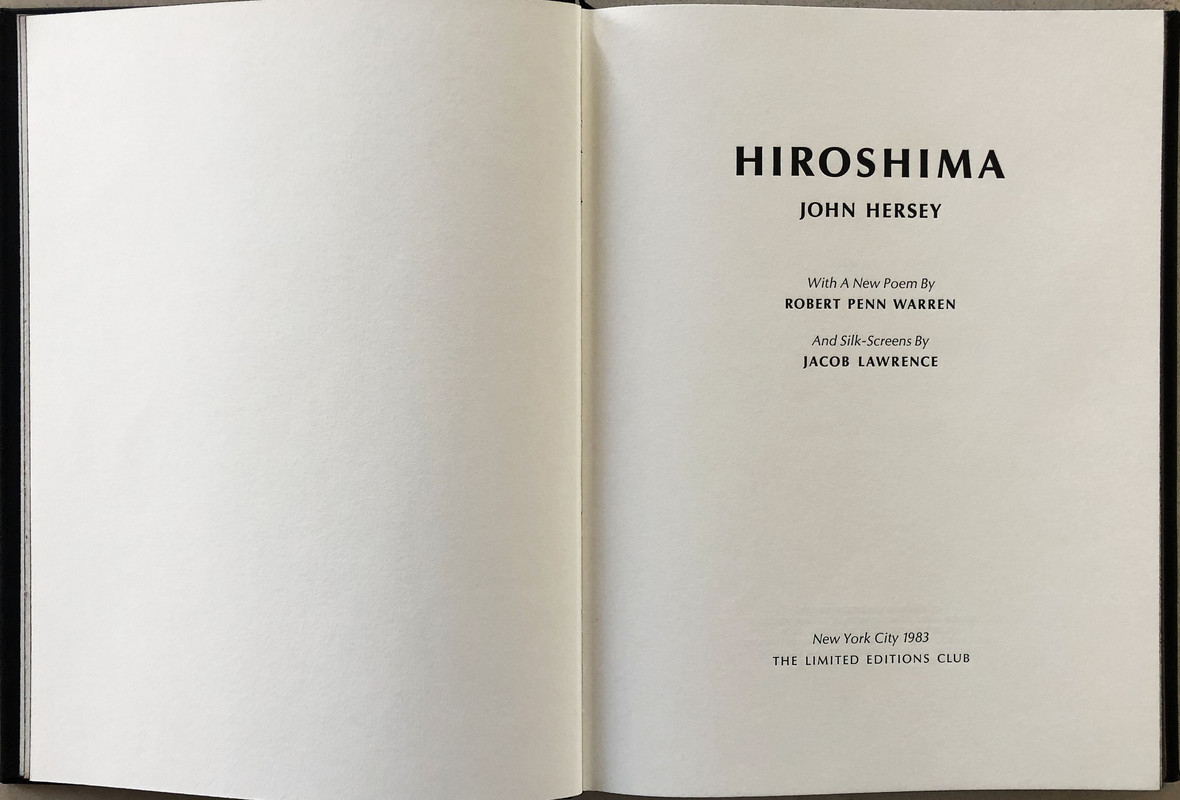 HIROSHIMA
JOHN HERSEY
With A New Poem By
ROBERT PENN WARREN
And Silk-Screens By
JACOB LAWRENCE
New York City 1983
THE LIMITED EDITIONS CLUB